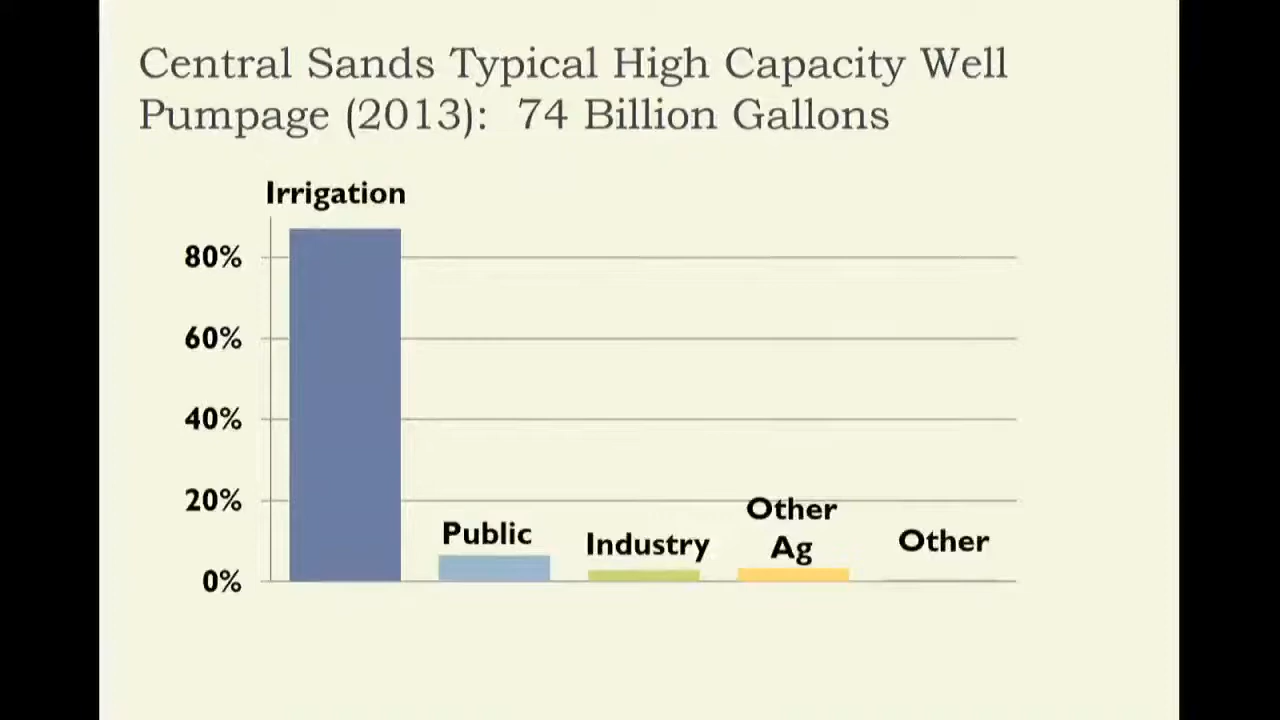 Central Sands Typical High Capacity Well
Pumpage (2013): 74 Billion Gallons
Irrigation
80%
60%
40%
20%
0%
Public
Industry
Other
Ag
Other